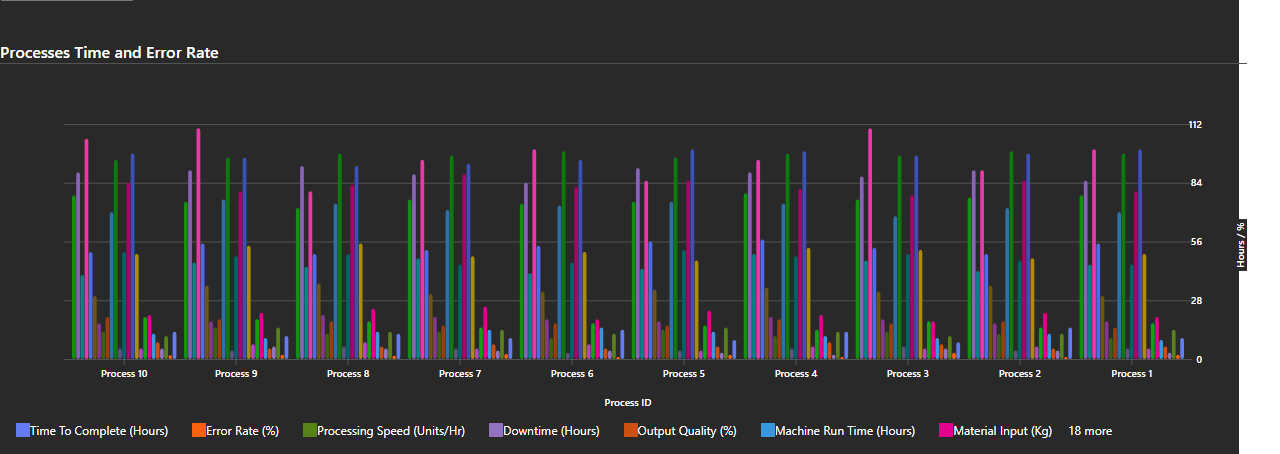 Processes Time and Error Rate
112
84
56
28
0
Hours / %
Process 10 Process 9 Process 8 Process 7 Process 6 Process 5 Process 4 Process 3 Process 2 Process 1
Process ID
Time To Complete (Hours) Error Rate (%) Processing Speed (Units/Hr) Downtime (Hours) Output Quality (%) Machine Run Time (Hours) Material Input (Kg) 18 more